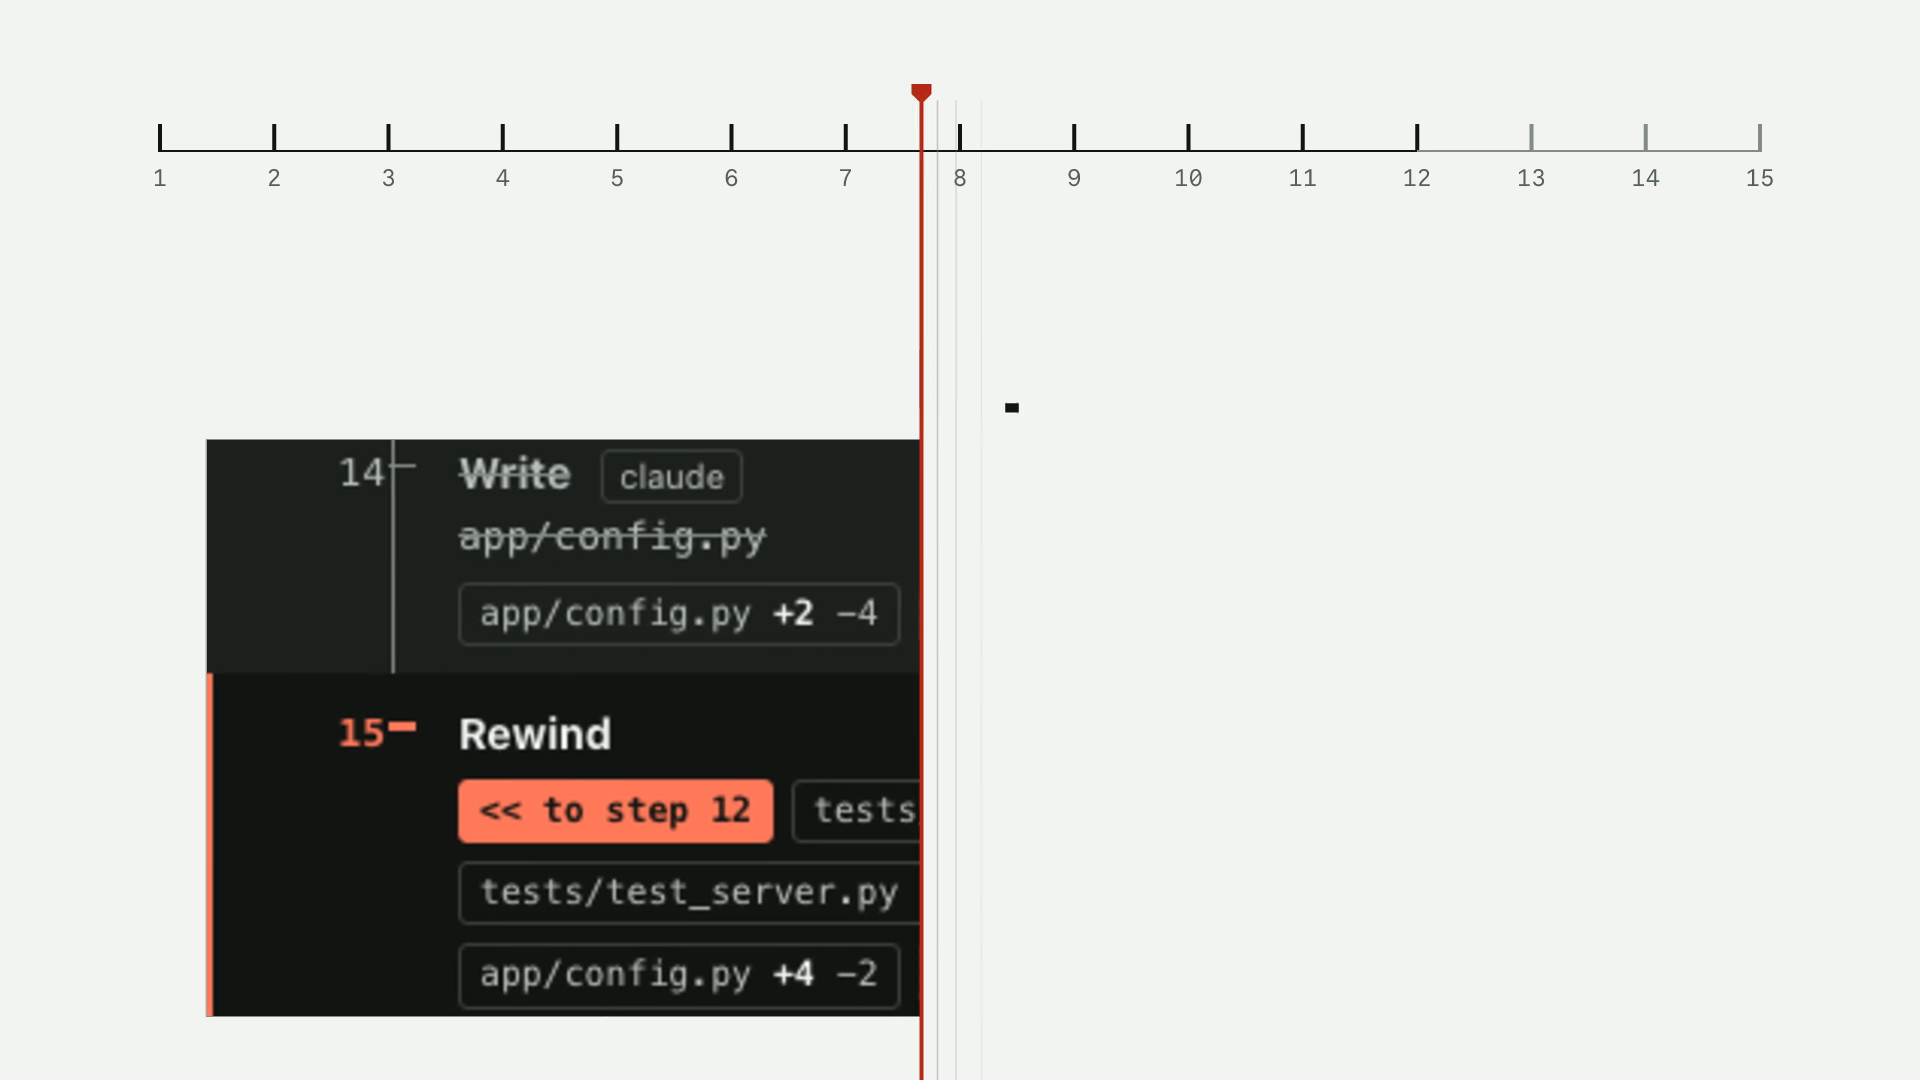 1 2 3 4 5 6 7 8 9 10 11 12 13 14 15
14 Write claude
app/config.py
app/config.py +2 −4
15 Rewind
<< to step 12 tests
tests/test_server.py
app/config.py +4 −2